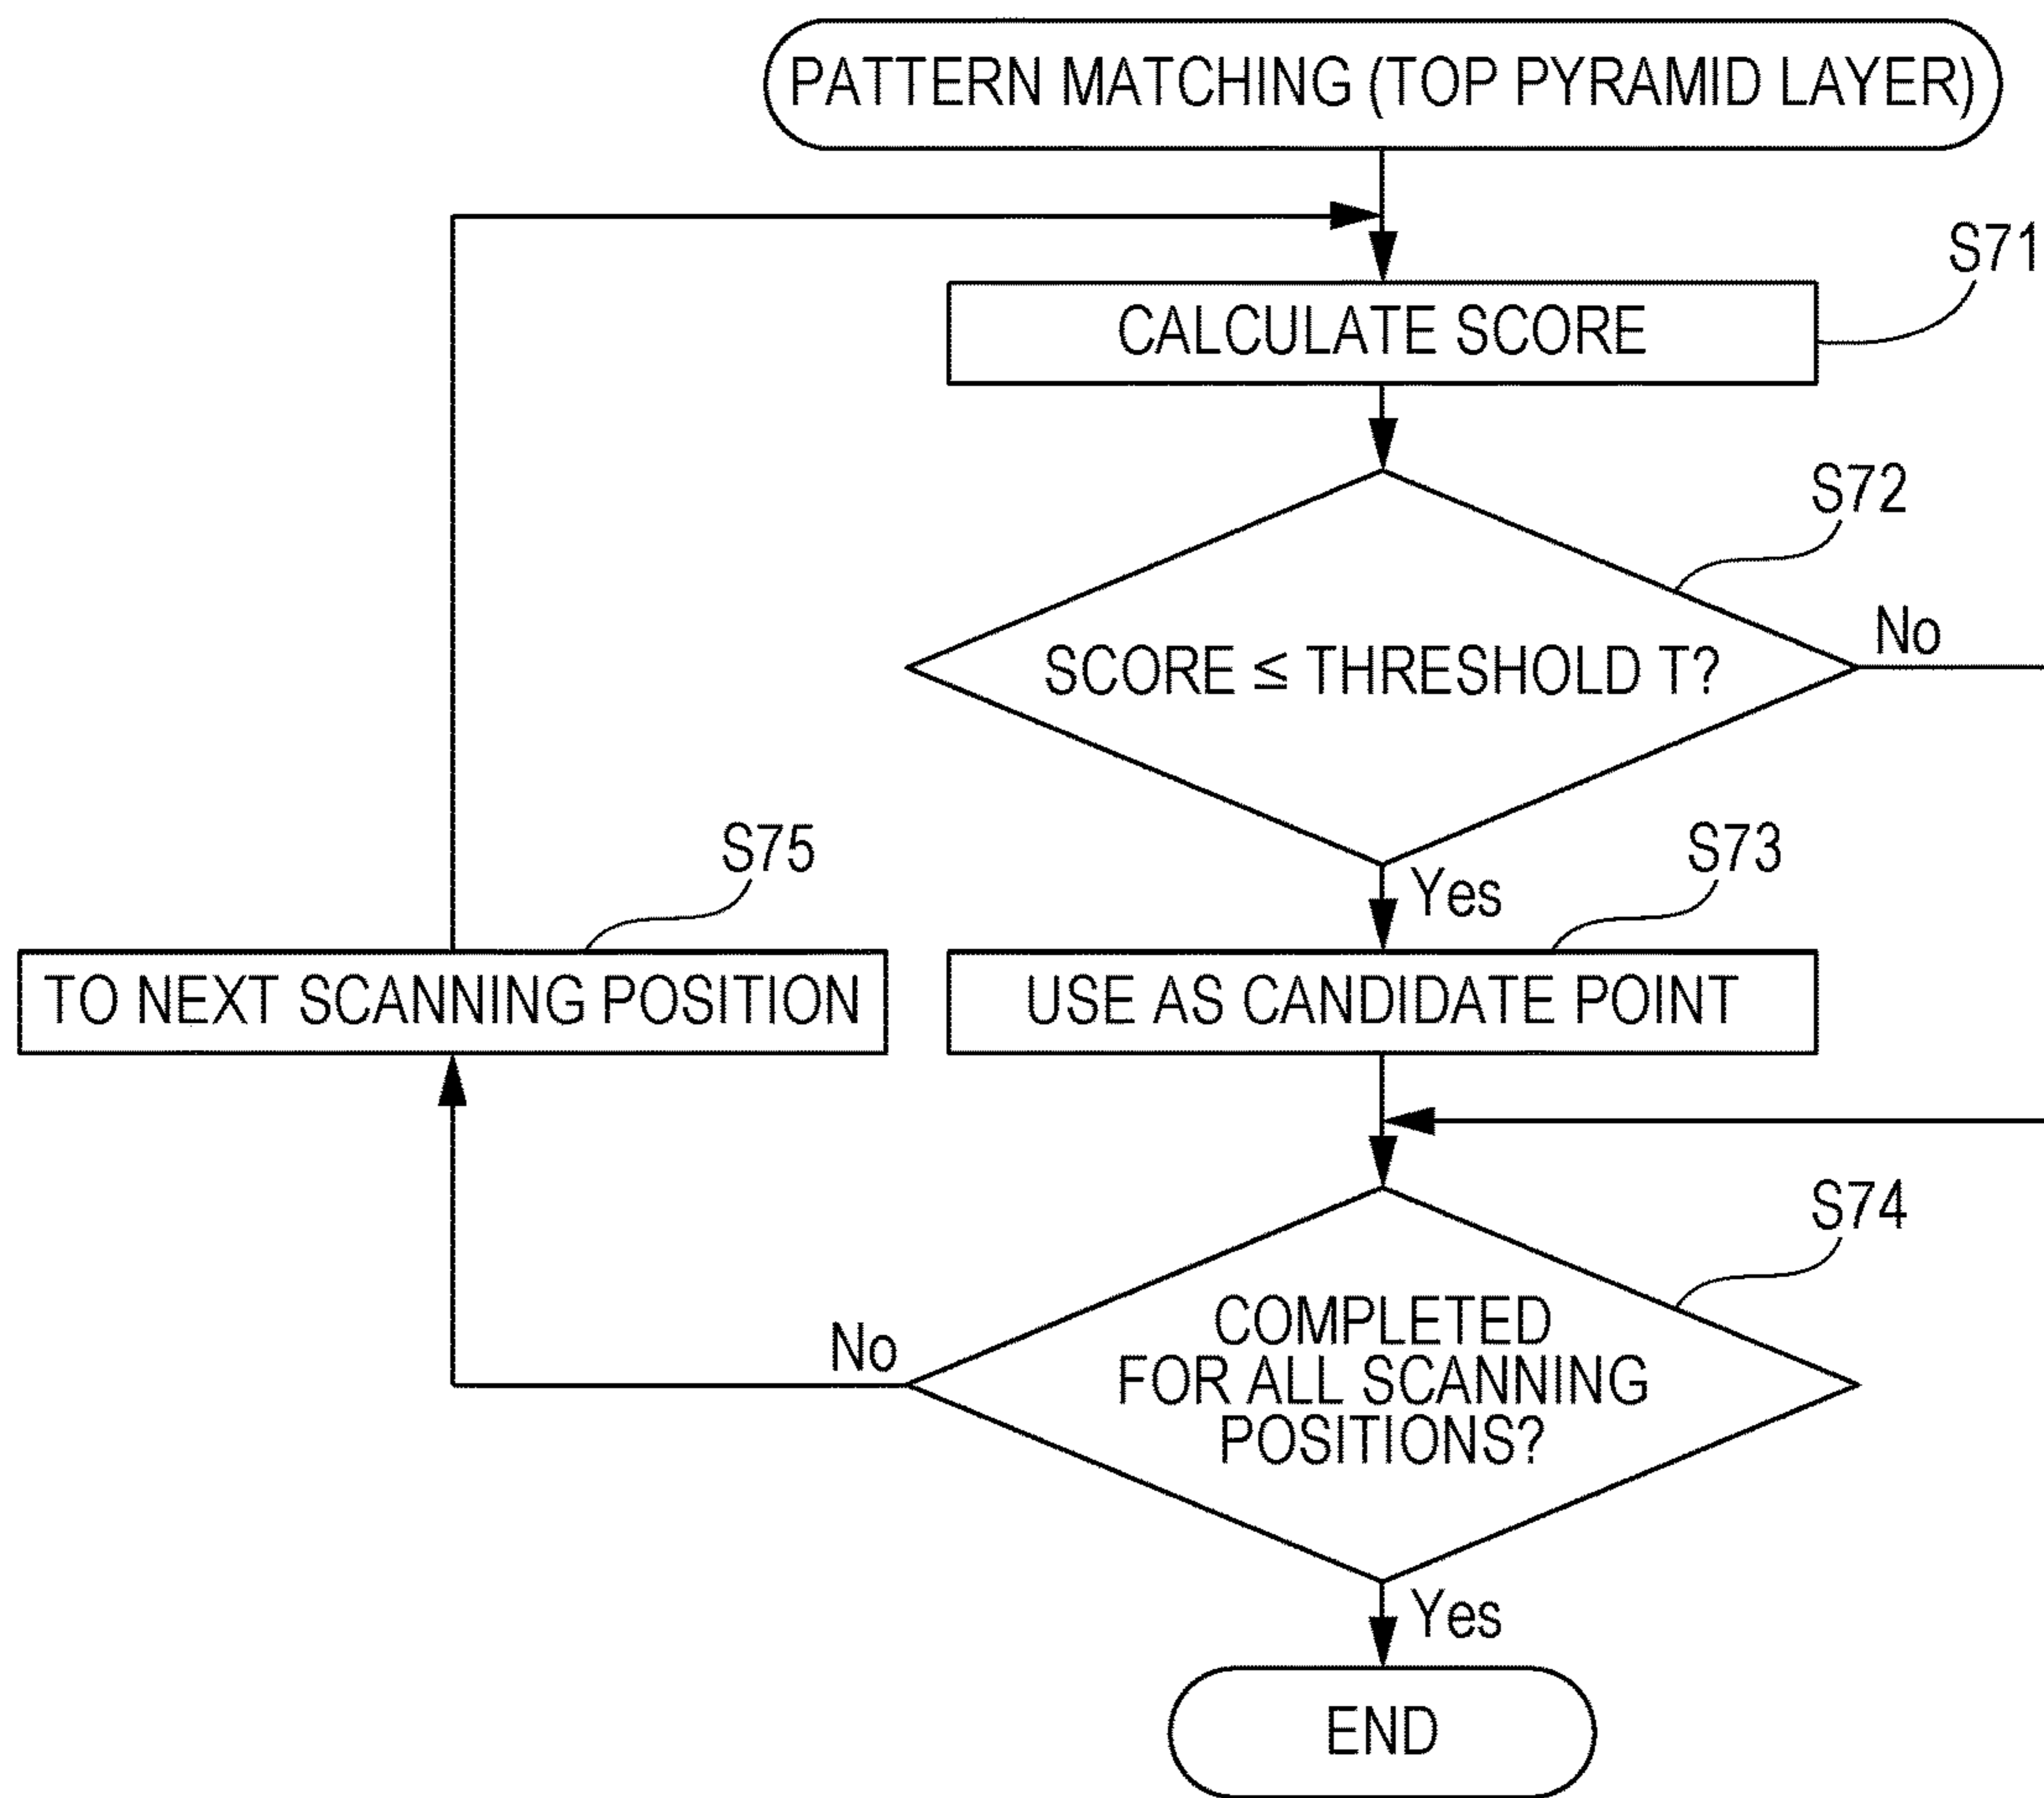 PATTERN MATCHING (TOP PYRAMID LAYER)
S71
CALCULATE SCORE
S72
SCORE ≤ THRESHOLD T?
No
Yes
S73
S75
TO NEXT SCANNING POSITION
USE AS CANDIDATE POINT
S74
COMPLETED
FOR ALL SCANNING
POSITIONS?
No
Yes
END